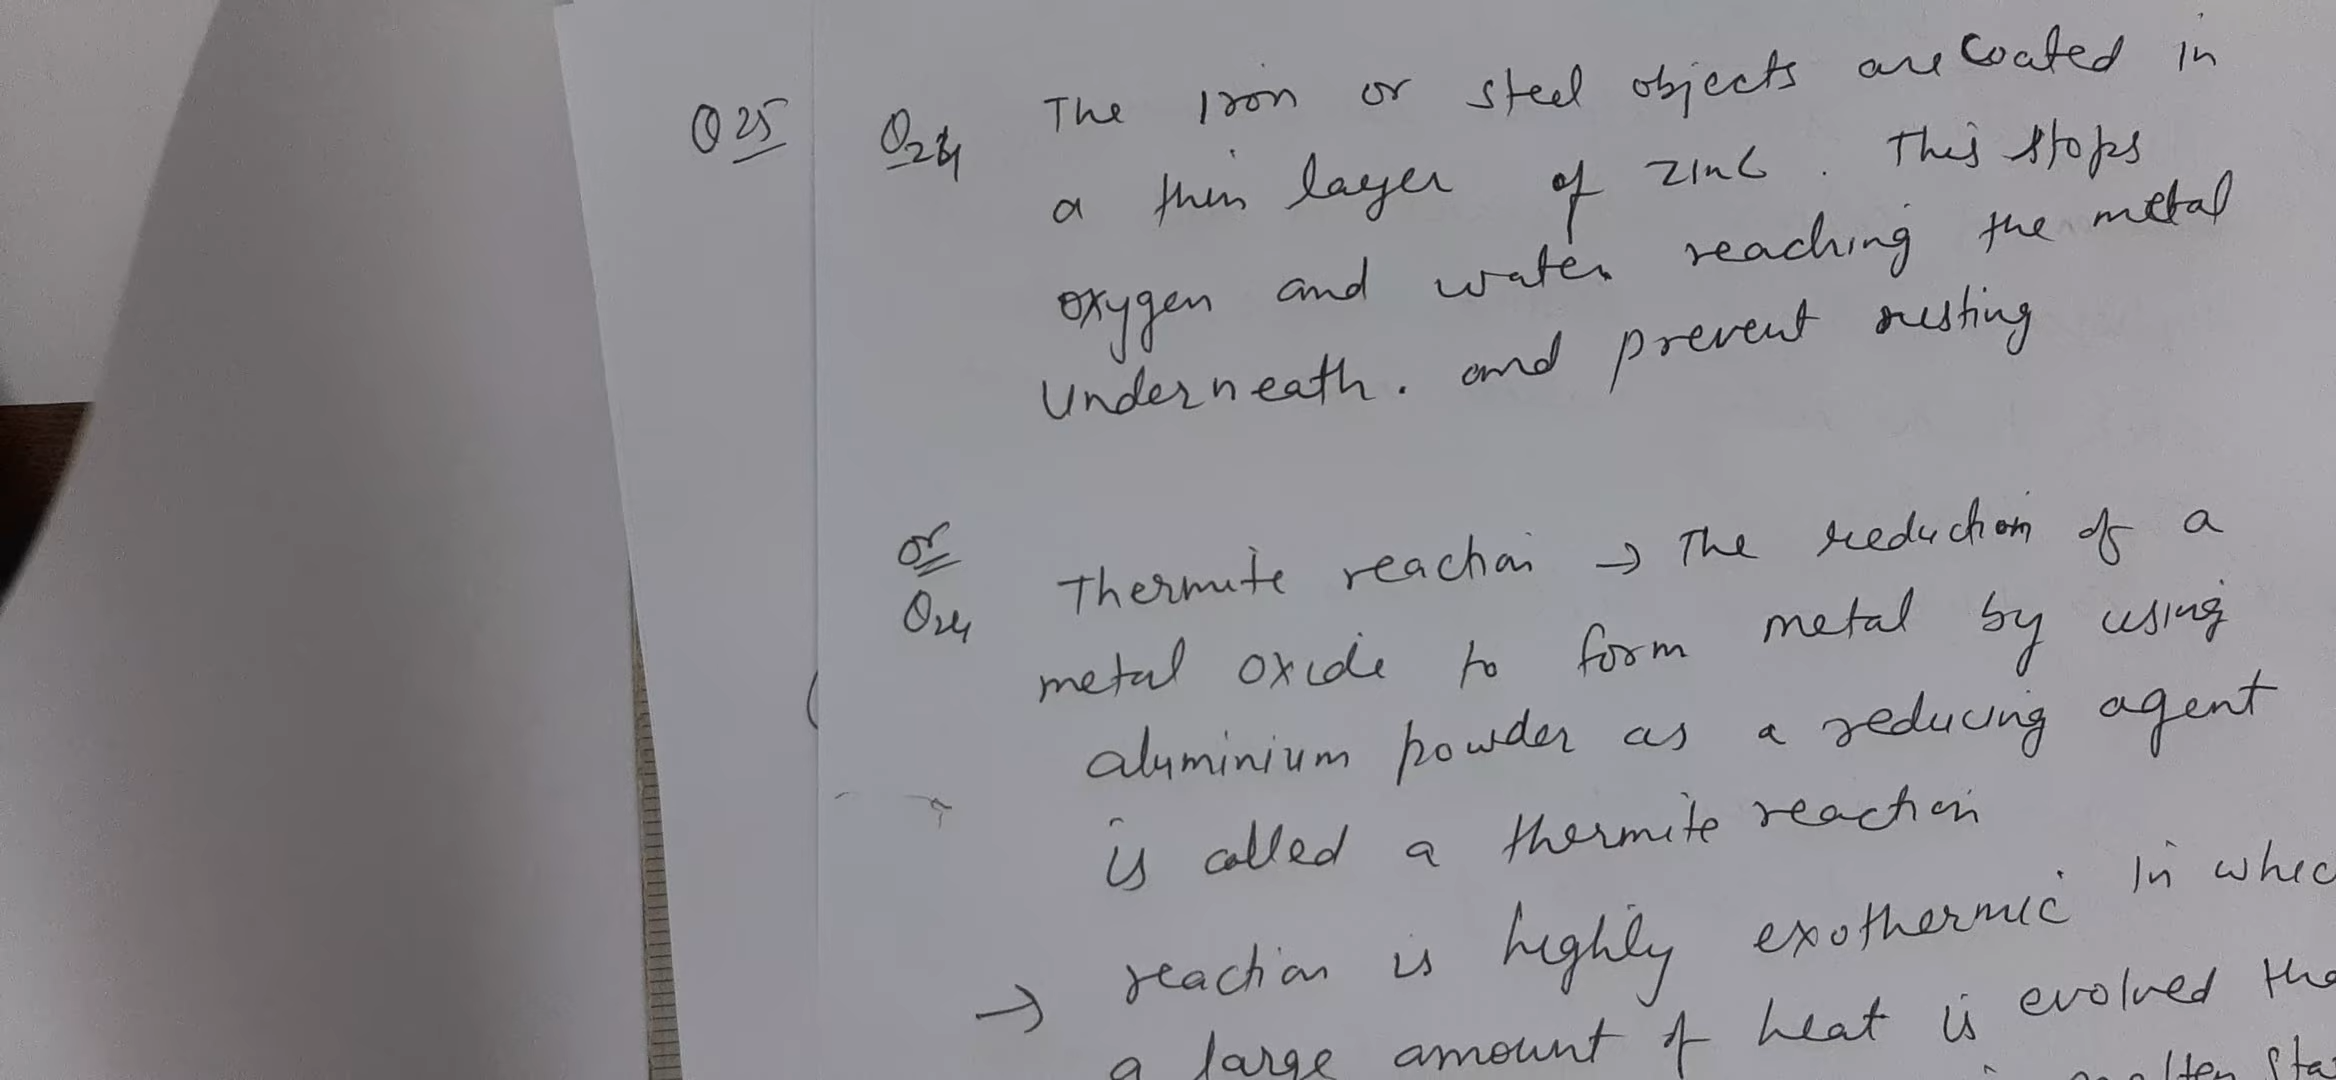 Q25 Q24 The Iron or steel objects are coated in
a thin layer of zinc. This stops
oxygen and water reaching the metal
Underneath. and prevent rusting
or
Q24 Thermite reaction → The reduction of a
metal oxide to form metal by using
aluminium powder as a reducing agent
is called a thermite reaction
→ reaction is highly exothermic in whic
a large amount of heat is evolved the